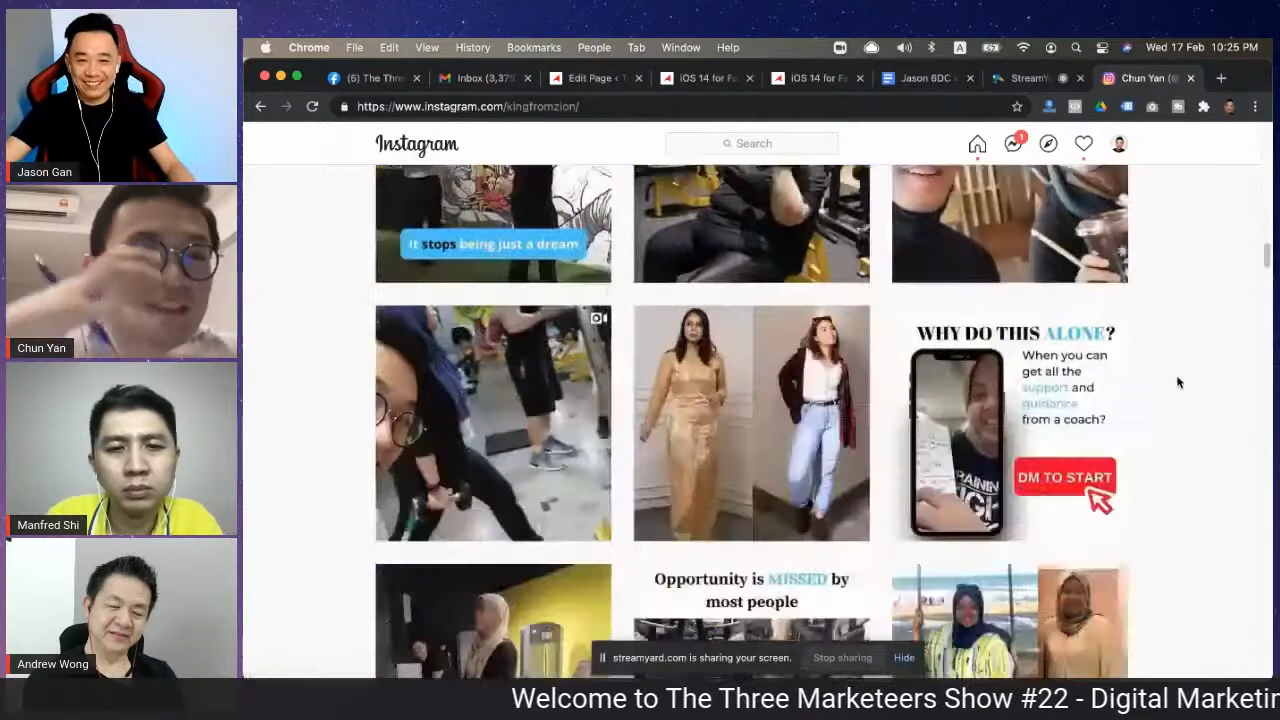 Jason Gan
Chun Yan
Manfred Shi
Andrew Wong
Chrome File Edit View History Bookmarks People Tab Window Help
A
Wed 17 Feb 10:25 PM
(5) The Thre
Inbox (3,379
Edit Page ‹ T
iOS 14 for Fa
iOS 14 for Fa
Jason 6DC
StreamY
Chun Yan (@
https://www.instagram.com/kingfromzion/
Instagram
Search
1
It stops being just a dream
WHY DO THIS ALONE?
When you can
get all the
support and
guidance
from a coach?
DM TO START
Opportunity is MISSED by
most people
streamyard.com is sharing your screen.
Stop sharing
Hide
Welcome to The Three Marketeers Show #22 - Digital Marketin